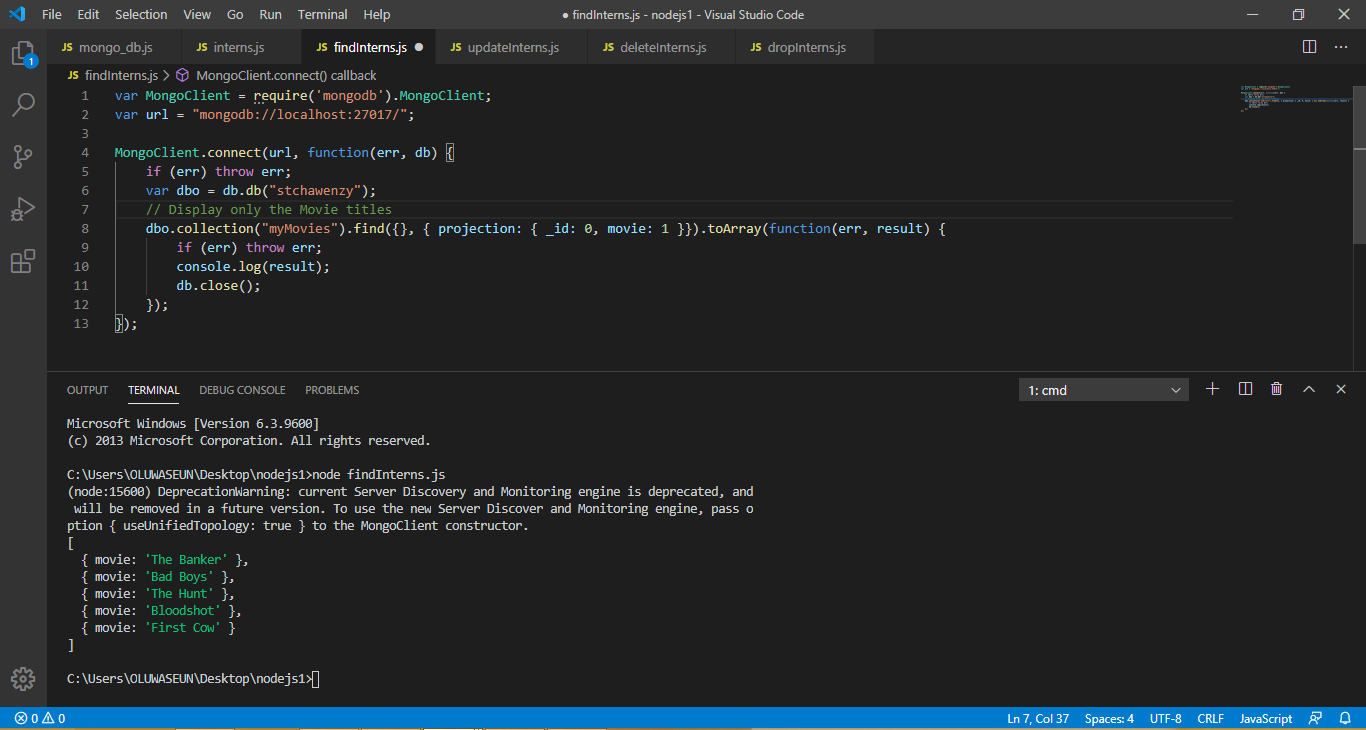 File Edit Selection View Go Run Terminal Help ● findInterns.js - nodejs1 - Visual Studio Code
JS mongo_db.js JS interns.js JS findInterns.js ● JS updateInterns.js JS deleteInterns.js JS dropInterns.js
JS findInterns.js > MongoClient.connect() callback
1 var MongoClient = require('mongodb').MongoClient;
2 var url = "mongodb://localhost:27017/";
3
4 MongoClient.connect(url, function(err, db) {
5 if (err) throw err;
6 var dbo = db.db("stchawenzy");
7 // Display only the Movie titles
8 dbo.collection("myMovies").find({}, { projection: { _id: 0, movie: 1 }}).toArray(function(err, result) {
9 if (err) throw err;
10 console.log(result);
11 db.close();
12 });
13 });
1
OUTPUT TERMINAL DEBUG CONSOLE PROBLEMS 1: cmd
Microsoft Windows [Version 6.3.9600]
(c) 2013 Microsoft Corporation. All rights reserved.
C:\Users\OLUWASEUN\Desktop\nodejs1>node findInterns.js
(node:15600) DeprecationWarning: current Server Discovery and Monitoring engine is deprecated, and
will be removed in a future version. To use the new Server Discover and Monitoring engine, pass o
ption { useUnifiedTopology: true } to the MongoClient constructor.
[
{ movie: 'The Banker' },
{ movie: 'Bad Boys' },
{ movie: 'The Hunt' },
{ movie: 'Bloodshot' },
{ movie: 'First Cow' }
]
C:\Users\OLUWASEUN\Desktop\nodejs1>
0 0 Ln 7, Col 37 Spaces: 4 UTF-8 CRLF JavaScript